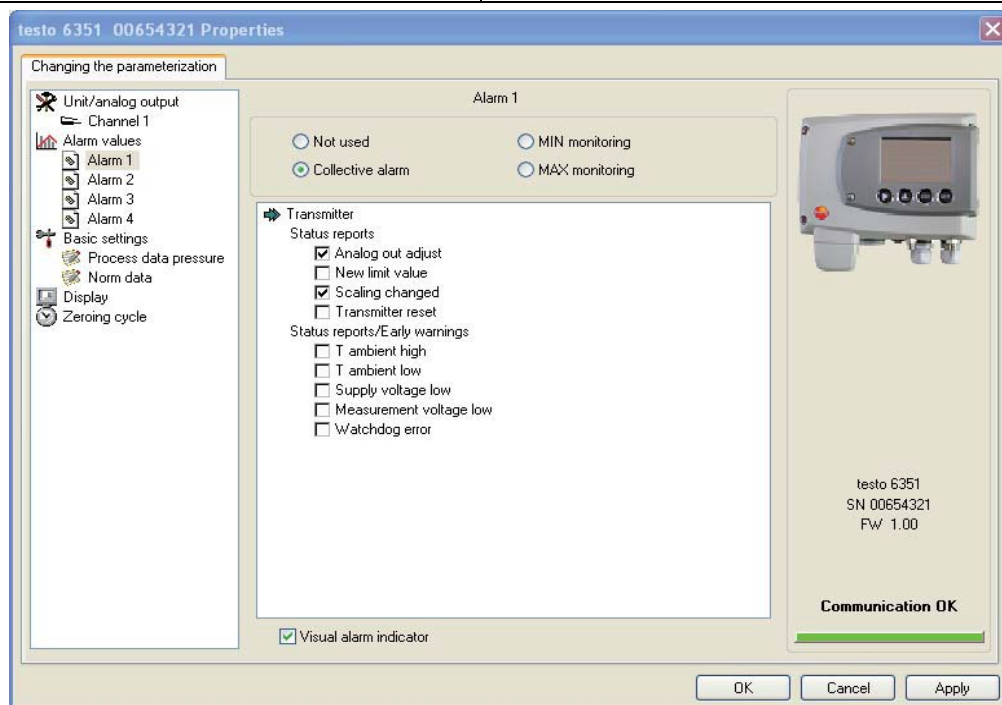 testo 6351 00654321 Properties
Changing the parameterization
Unit/analog output
Channel 1
Alarm values
Alarm 1
Alarm 2
Alarm 3
Alarm 4
Basic settings
Process data pressure
Norm data
Display
Zeroing cycle
Alarm 1
Not used
MIN monitoring
Collective alarm
MAX monitoring
Transmitter
Status reports
Analog out adjust
New limit value
Scaling changed
Transmitter reset
Status reports/Early warnings
T ambient high
T ambient low
Supply voltage low
Measurement voltage low
Watchdog error
Visual alarm indicator
testo 6351
SN 00654321
FW 1.00
Communication OK
OK
Cancel
Apply